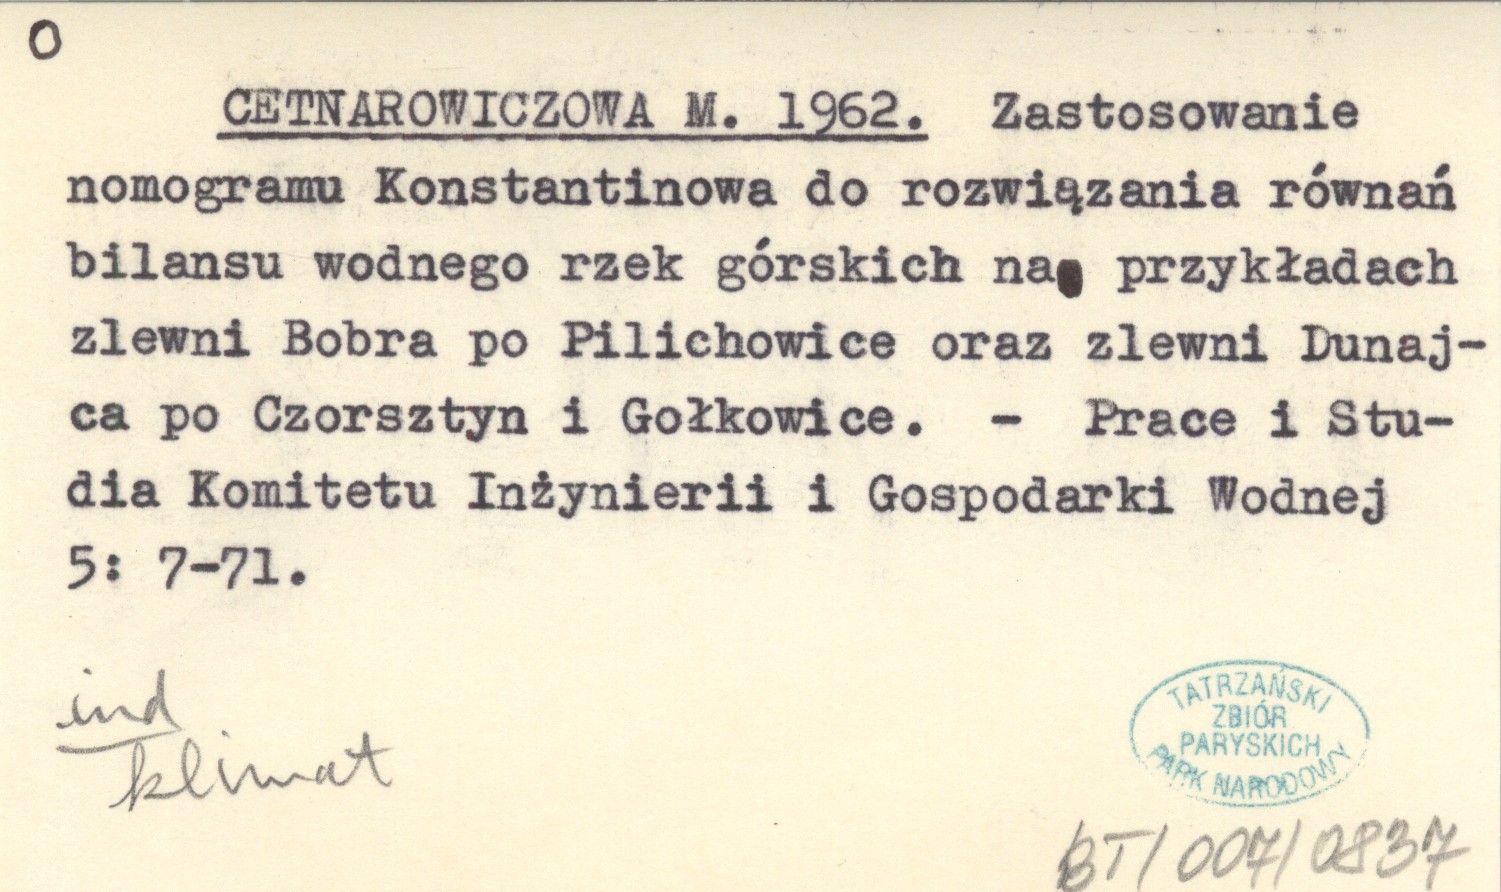 O
CETNAROWICZOWA M. 1962. Zastosowanie
nomogramu Konstantinowa do rozwiązania równań
bilansu wodnego rzek górskich na przykładach
zlewni Bobra po Pilichowice oraz zlewni Dunaj-
ca po Czorsztyn i Gołkowice. - Prace i Stu-
dia Komitetu Inżynierii i Gospodarki Wodnej
5: 7-71.
ind
klimat
TATRZAŃSKI
ZBIÓR
PARYSKICH
PARK NARODOWY
BT/007/0837